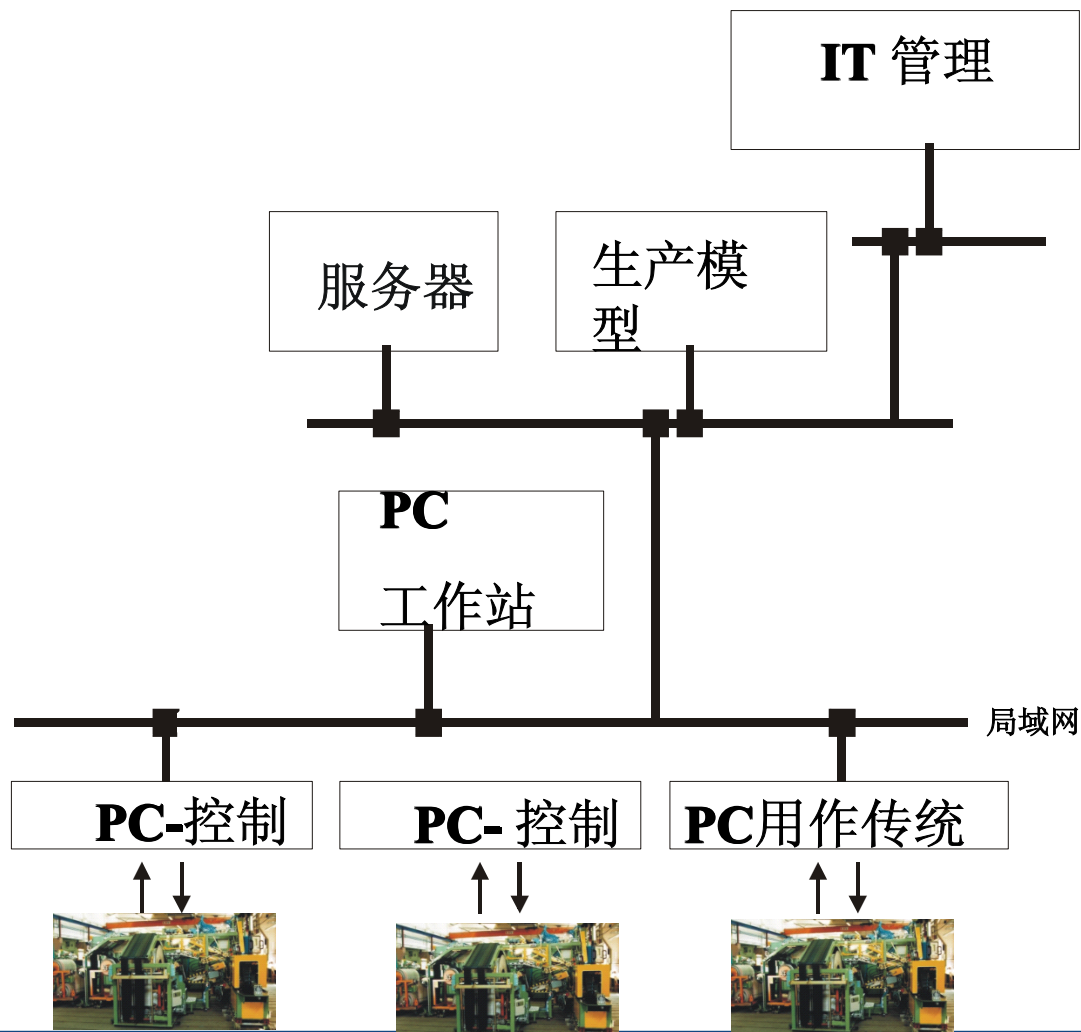 IT 管理
服务器
生产模
型
PC
工作站
局域网
PC-控制
PC- 控制
PC用作传统